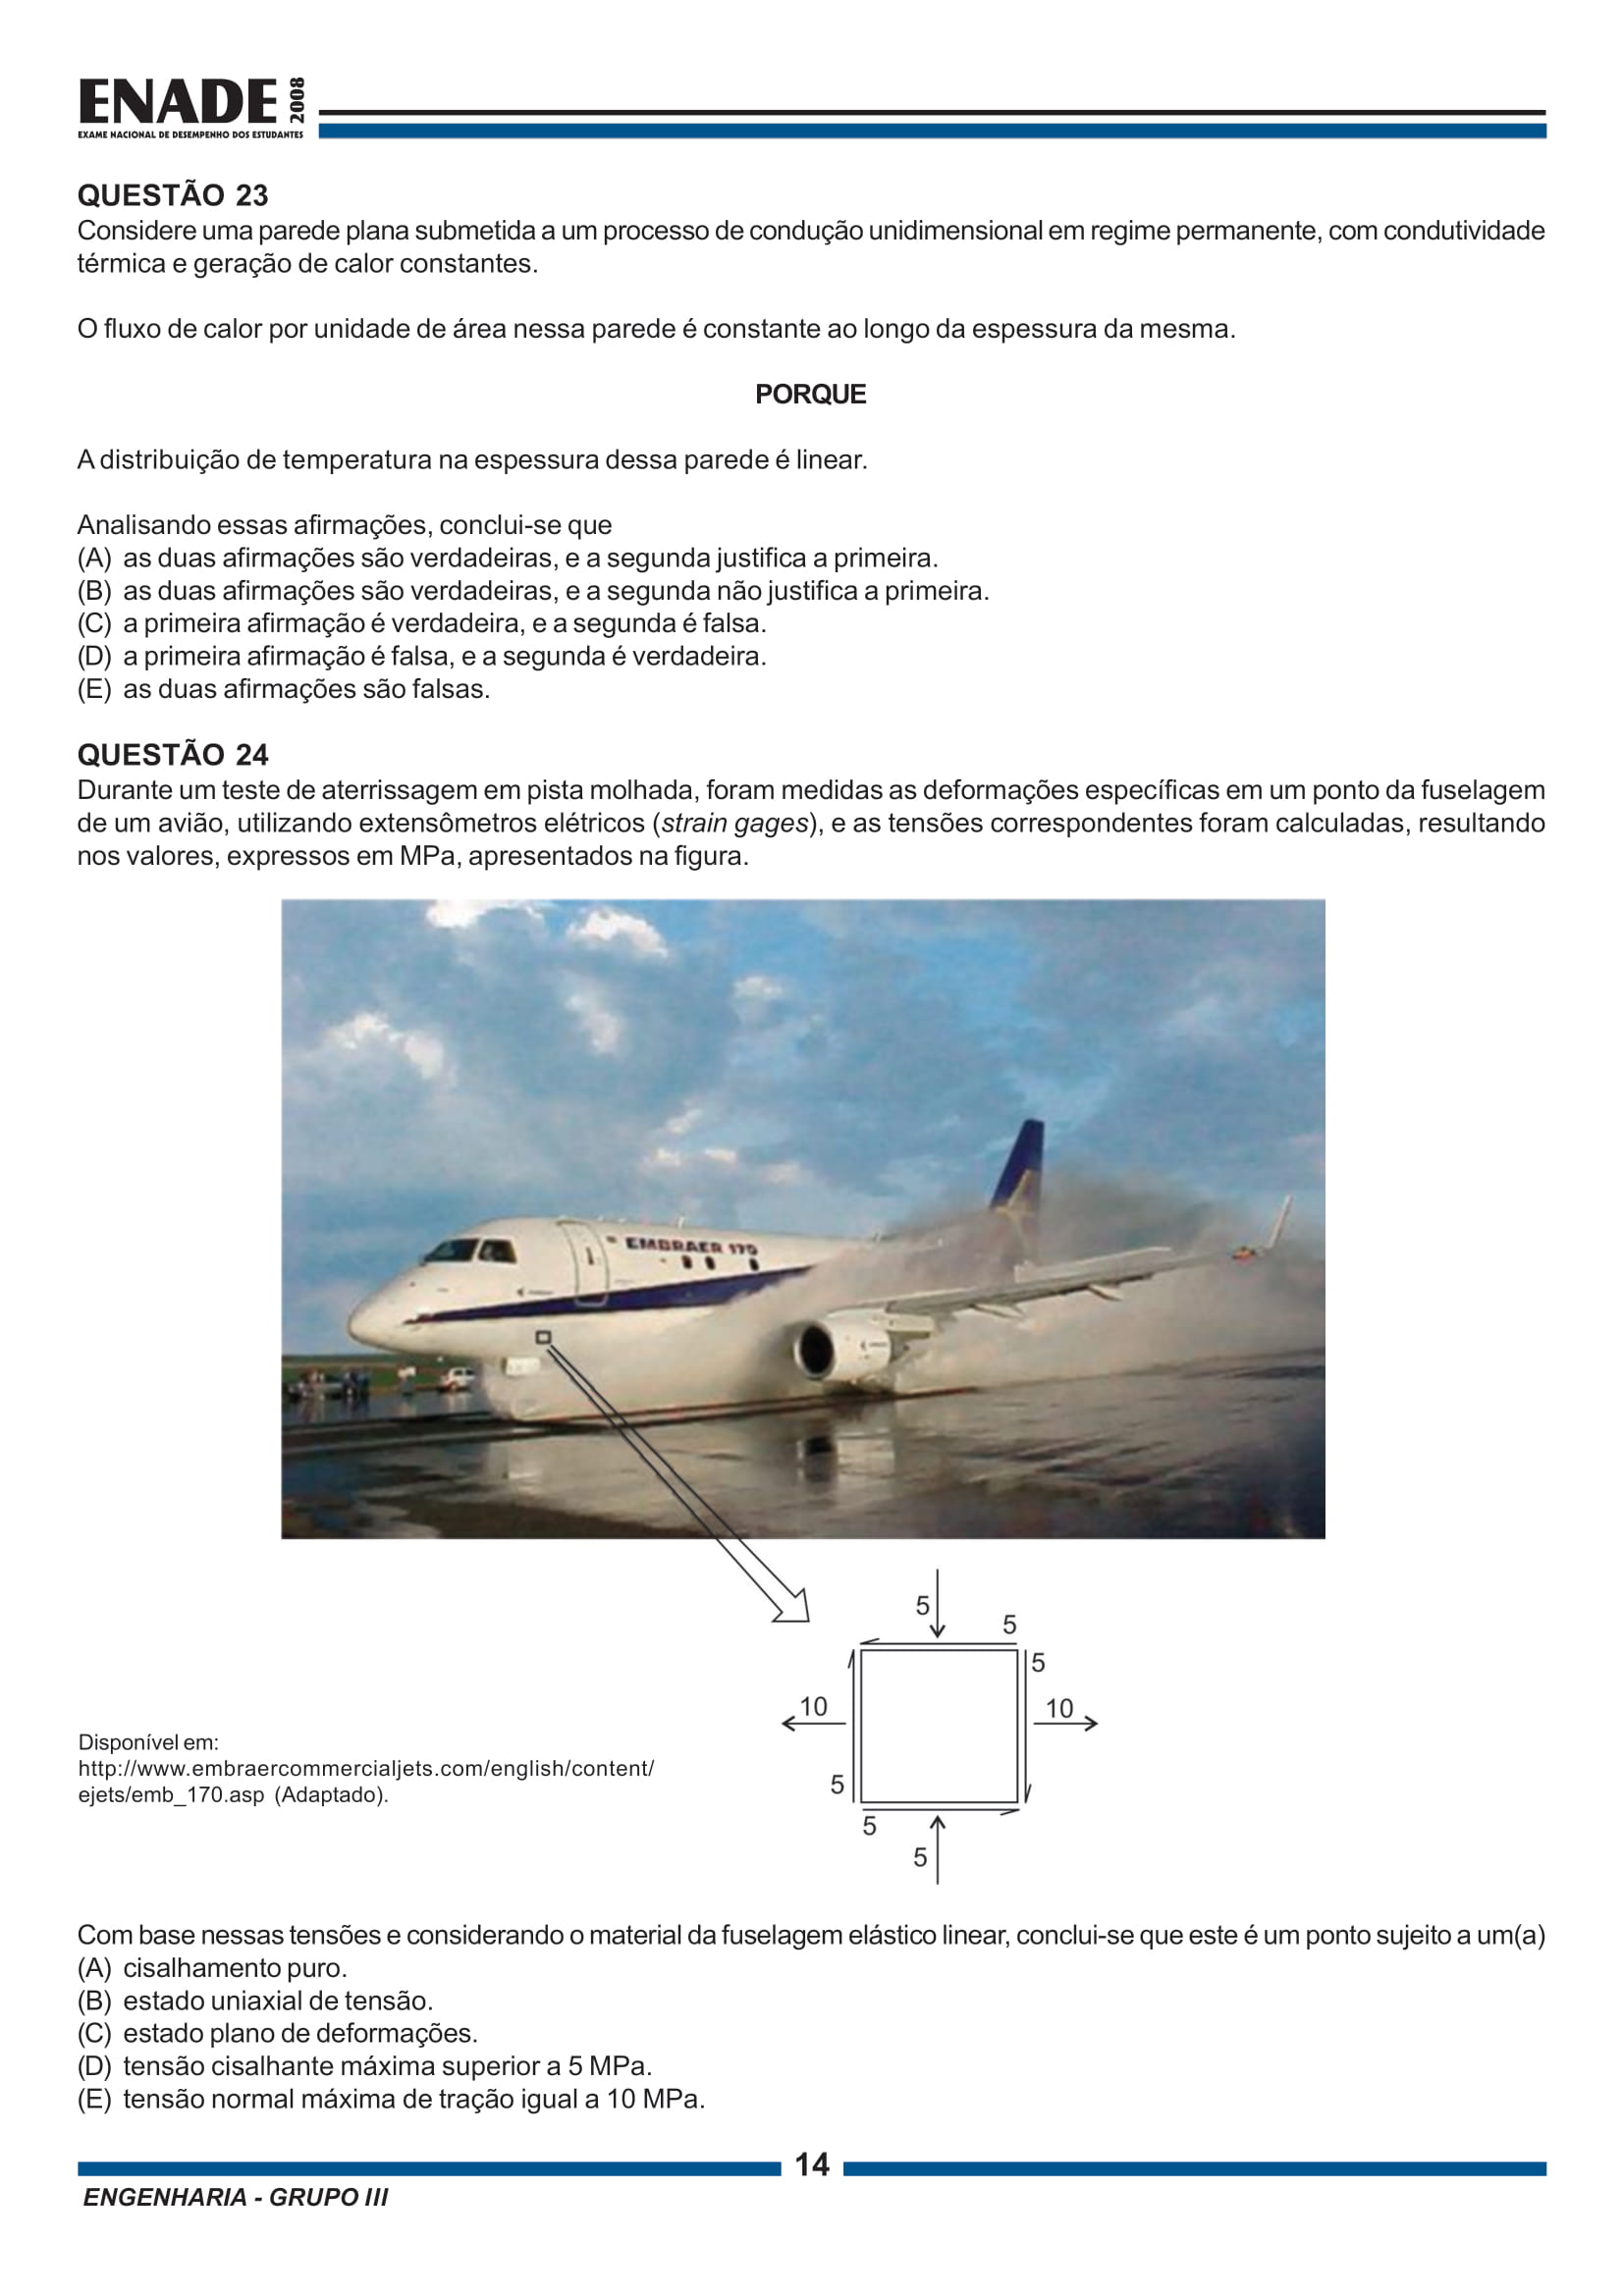 ENADE 2008
EXAME NACIONAL DE DESEMPENHO DOS ESTUDANTES
QUESTÃO 23
Considere uma parede plana submetida a um processo de condução unidimensional em regime permanente, com condutividade
térmica e geração de calor constantes.
O fluxo de calor por unidade de área nessa parede é constante ao longo da espessura da mesma.
PORQUE
A distribuição de temperatura na espessura dessa parede é linear.
Analisando essas afirmações, conclui-se que
(A) as duas afirmações são verdadeiras, e a segunda justifica a primeira.
(B) as duas afirmações são verdadeiras, e a segunda não justifica a primeira.
(C) a primeira afirmação é verdadeira, e a segunda é falsa.
(D) a primeira afirmação é falsa, e a segunda é verdadeira.
(E) as duas afirmações são falsas.
QUESTÃO 24
Durante um teste de aterrissagem em pista molhada, foram medidas as deformações específicas em um ponto da fuselagem
de um avião, utilizando extensômetros elétricos (strain gages), e as tensões correspondentes foram calculadas, resultando
nos valores, expressos em MPa, apresentados na figura.
EMBRAER 170
5
5
5
10
10
5
5
5
Disponível em:
http://www.embraercommercialjets.com/english/content/
ejets/emb_170.asp (Adaptado).
Com base nessas tensões e considerando o material da fuselagem elástico linear, conclui-se que este é um ponto sujeito a um(a)
(A) cisalhamento puro.
(B) estado uniaxial de tensão.
(C) estado plano de deformações.
(D) tensão cisalhante máxima superior a 5 MPa.
(E) tensão normal máxima de tração igual a 10 MPa.
14
ENGENHARIA - GRUPO III